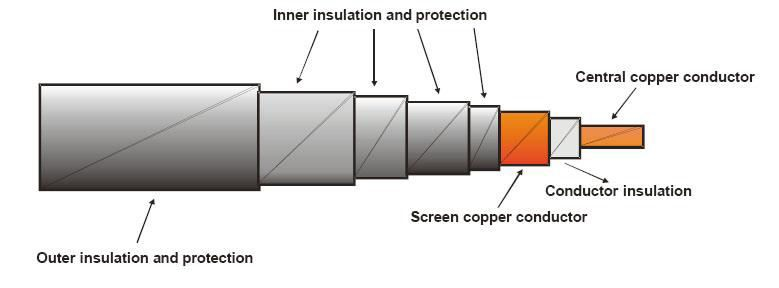 Inner insulation and protection
Central copper conductor
Conductor insulation
Screen copper conductor
Outer insulation and protection